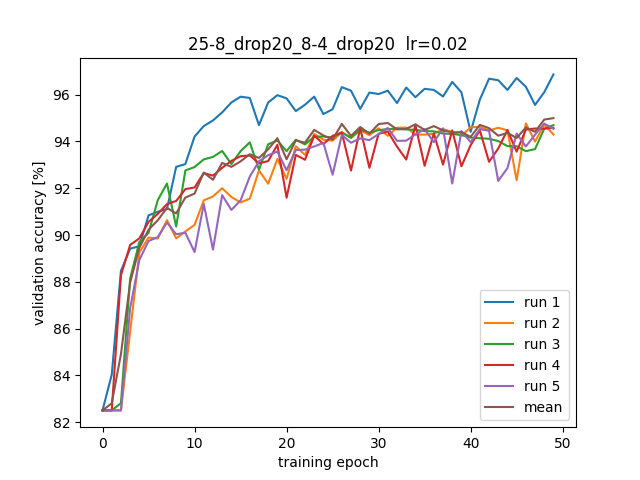 25-8_drop20_8-4_drop20  lr=0.02
validation accuracy [%]
96
94
92
90
88
86
84
82
0 10 20 30 40 50
training epoch
run 1
run 2
run 3
run 4
run 5
mean